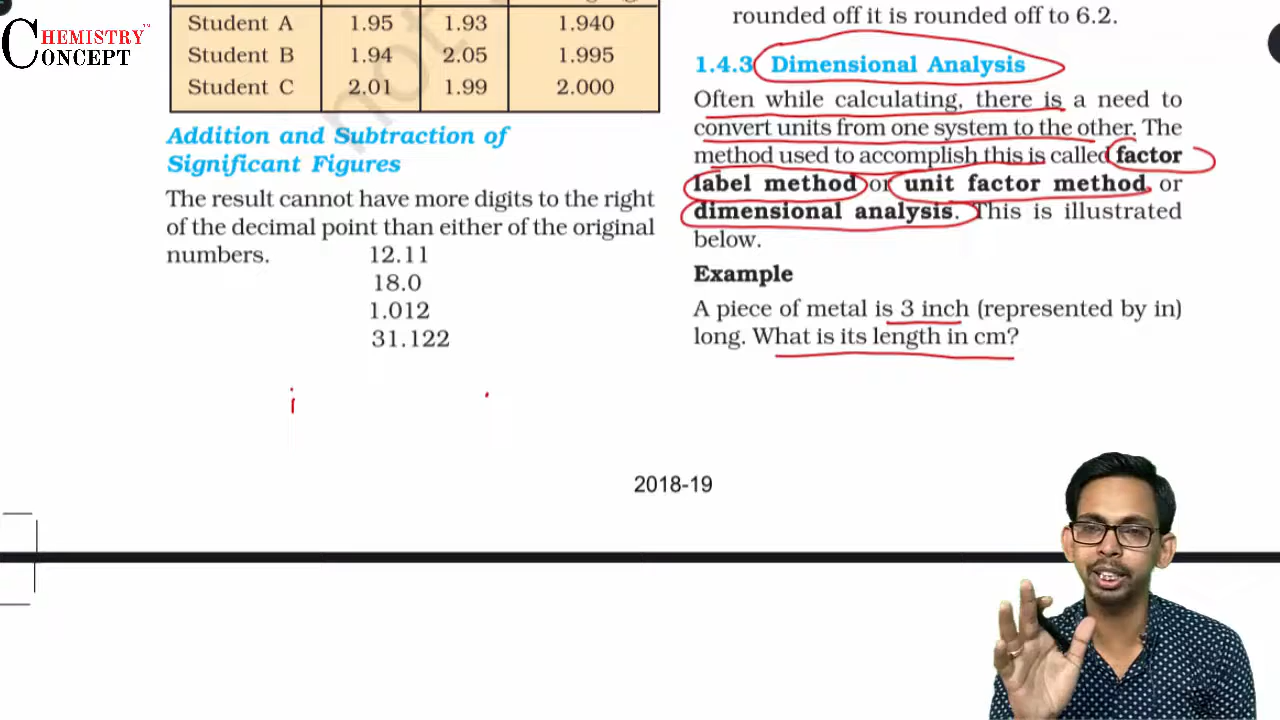 CHEMISTRY™
CONCEPT
Student A 1.95 1.93 1.940
Student B 1.94 2.05 1.995
Student C 2.01 1.99 2.000
Addition and Subtraction of
Significant Figures
The result cannot have more digits to the right
of the decimal point than either of the original
numbers.
12.11
18.0
1.012
31.122
i
rounded off it is rounded off to 6.2.
1.4.3 Dimensional Analysis
Often while calculating, there is a need to
convert units from one system to the other. The
method used to accomplish this is called factor
label method or unit factor method or
dimensional analysis. This is illustrated
below.
Example
A piece of metal is 3 inch (represented by in)
long. What is its length in cm?
2018-19